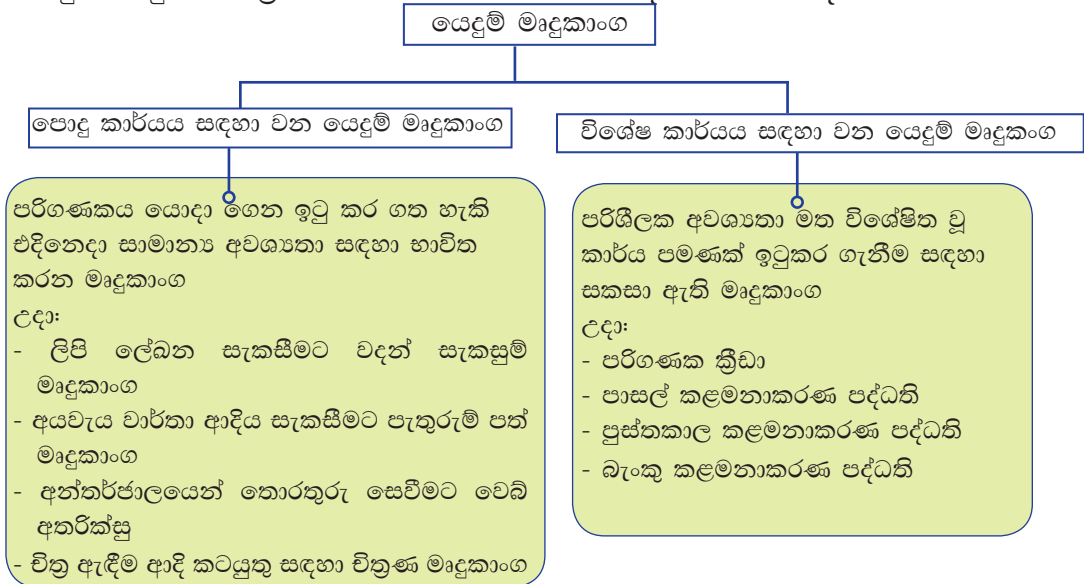 යෙදුම් මෘදුකාංග
පොදු කාර්යය සඳහා වන යෙදුම් මෘදුකාංග
විශේෂ කාර්යය සඳහා වන යෙදුම් මෘදුකංග
පරිගණකය යොදා ගෙන ඉටු කර ගත හැකි
එදිනෙදා සාමාන්‍ය අවශ්‍යතා සඳහා භාවිත
කරන මෘදුකාංග
උදා:
- ලිපි ලේඛන සැකසීමට වදන් සැකසුම්
මෘදුකාංග
- අයවැය වාර්තා ආදිය සැකසීමට පැතුරුම් පත්
මෘදුකාංග
- අන්තර්ජාලයෙන් තොරතුරු සෙවීමට වෙබ්
අතරික්සු
- චිත්‍ර ඇඳීම ආදි කටයුතු සඳහා චිත්‍රණ මෘදුකාංග
පරිශීලක අවශ්‍යතා මත විශේෂිත වූ
කාර්ය පමණක් ඉටුකර ගැනීම සඳහා
සකසා ඇති මෘදුකාංග
උදා:
- පරිගණක ක්‍රීඩා
- පාසල් කළමනාකරණ පද්ධති
- පුස්තකාල කළමනාකරණ පද්ධති
- බැංකු කළමනාකරණ පද්ධති